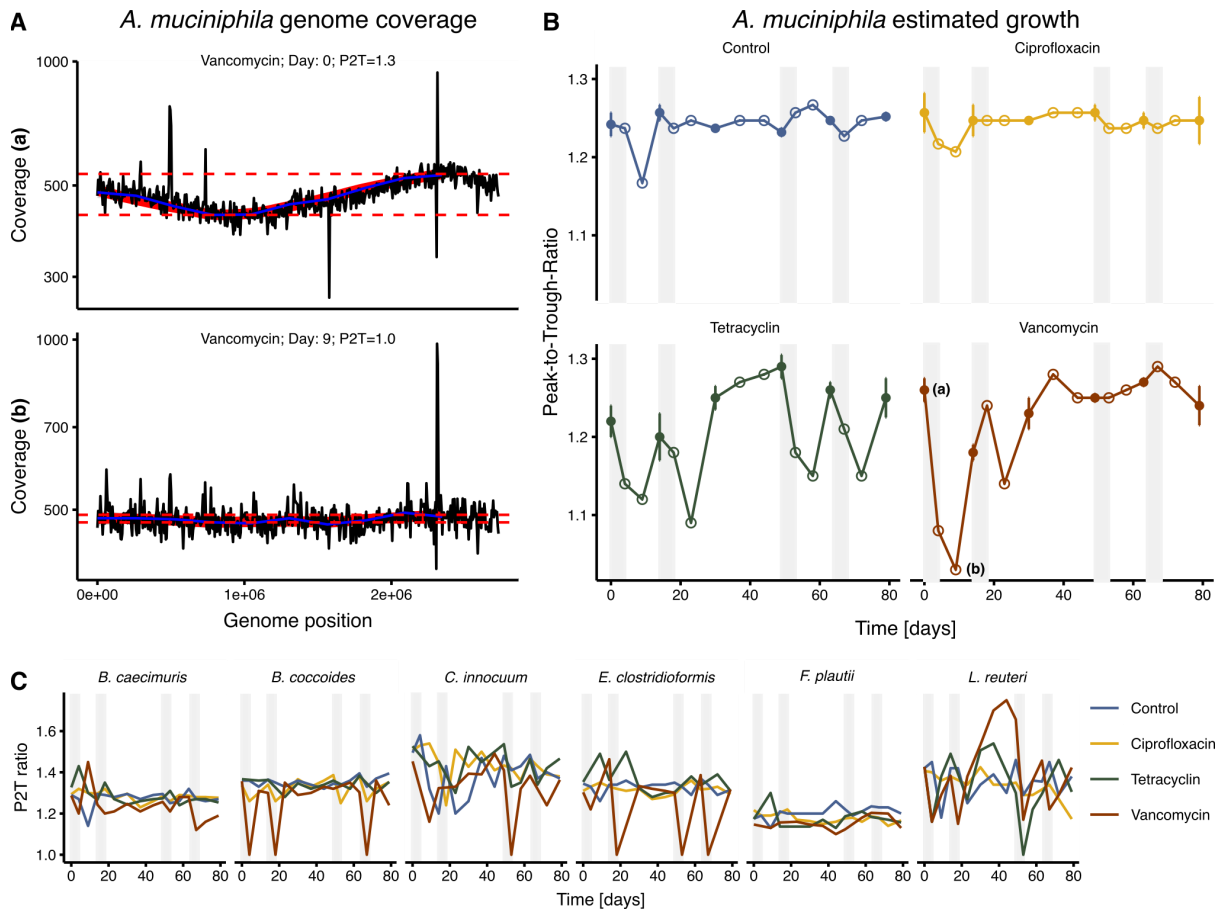 A
A. muciniphila genome coverage
Vancomycin; Day: 0; P2T=1.3
1000
500
300
Coverage (a)
Vancomycin; Day: 9; P2T=1.0
1000
700
500
Coverage (b)
0e+00 1e+06 2e+06
Genome position
B
A. muciniphila estimated growth
Control
Ciprofloxacin
1.3
1.2
1.1
Peak-to-Trough-Ratio
Tetracyclin
Vancomycin
1.3
1.2
1.1
(a)
(b)
0 20 40 60 80
0 20 40 60 80
Time [days]
C
B. caecimuris
B. coccoides
C. innocuum
E. clostridioformis
F. plautii
L. reuteri
1.6
1.4
1.2
1.0
P2T ratio
0 20 40 60 80
0 20 40 60 80
0 20 40 60 80
0 20 40 60 80
0 20 40 60 80
0 20 40 60 80
Time [days]
Control
Ciprofloxacin
Tetracyclin
Vancomycin